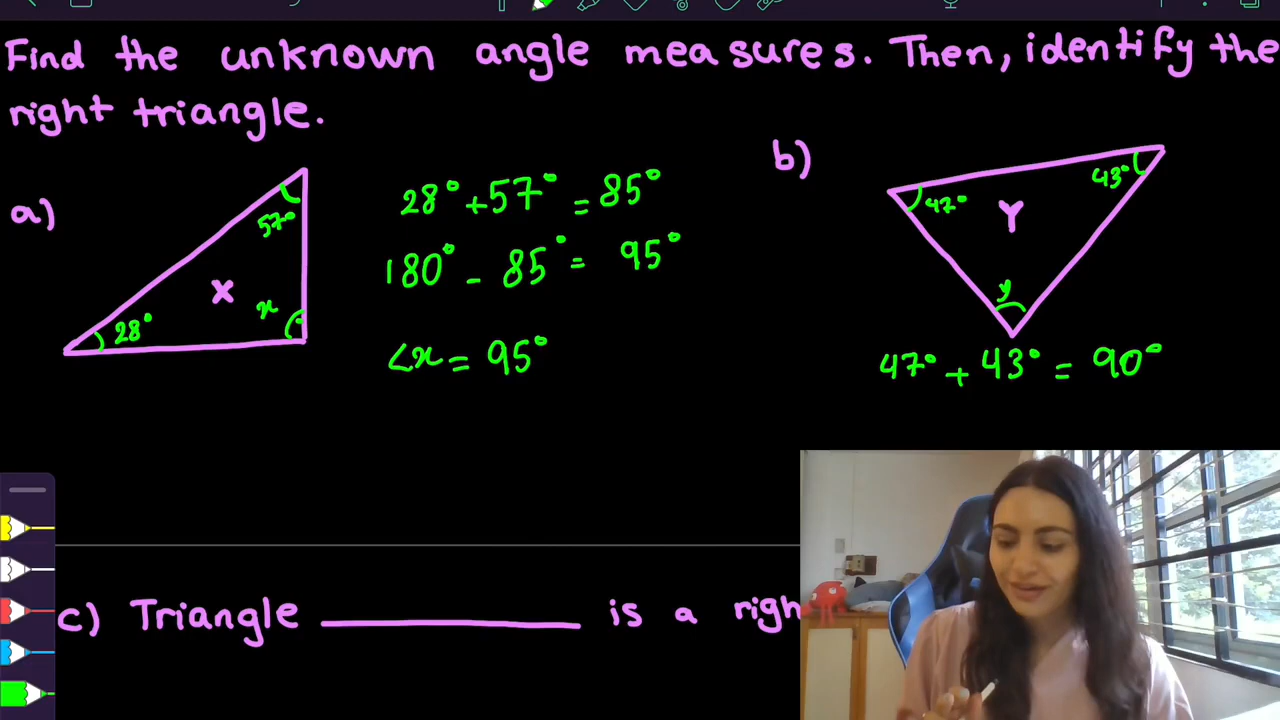 Find the unknown angle measures. Then, identify the
right triangle.
a)
57°
X
x
28°
28° + 57° = 85°
180° - 85° = 95°
<x = 95°
b)
47°
43°
Y
y
47° + 43° = 90°
c) Triangle ____________ is a righ